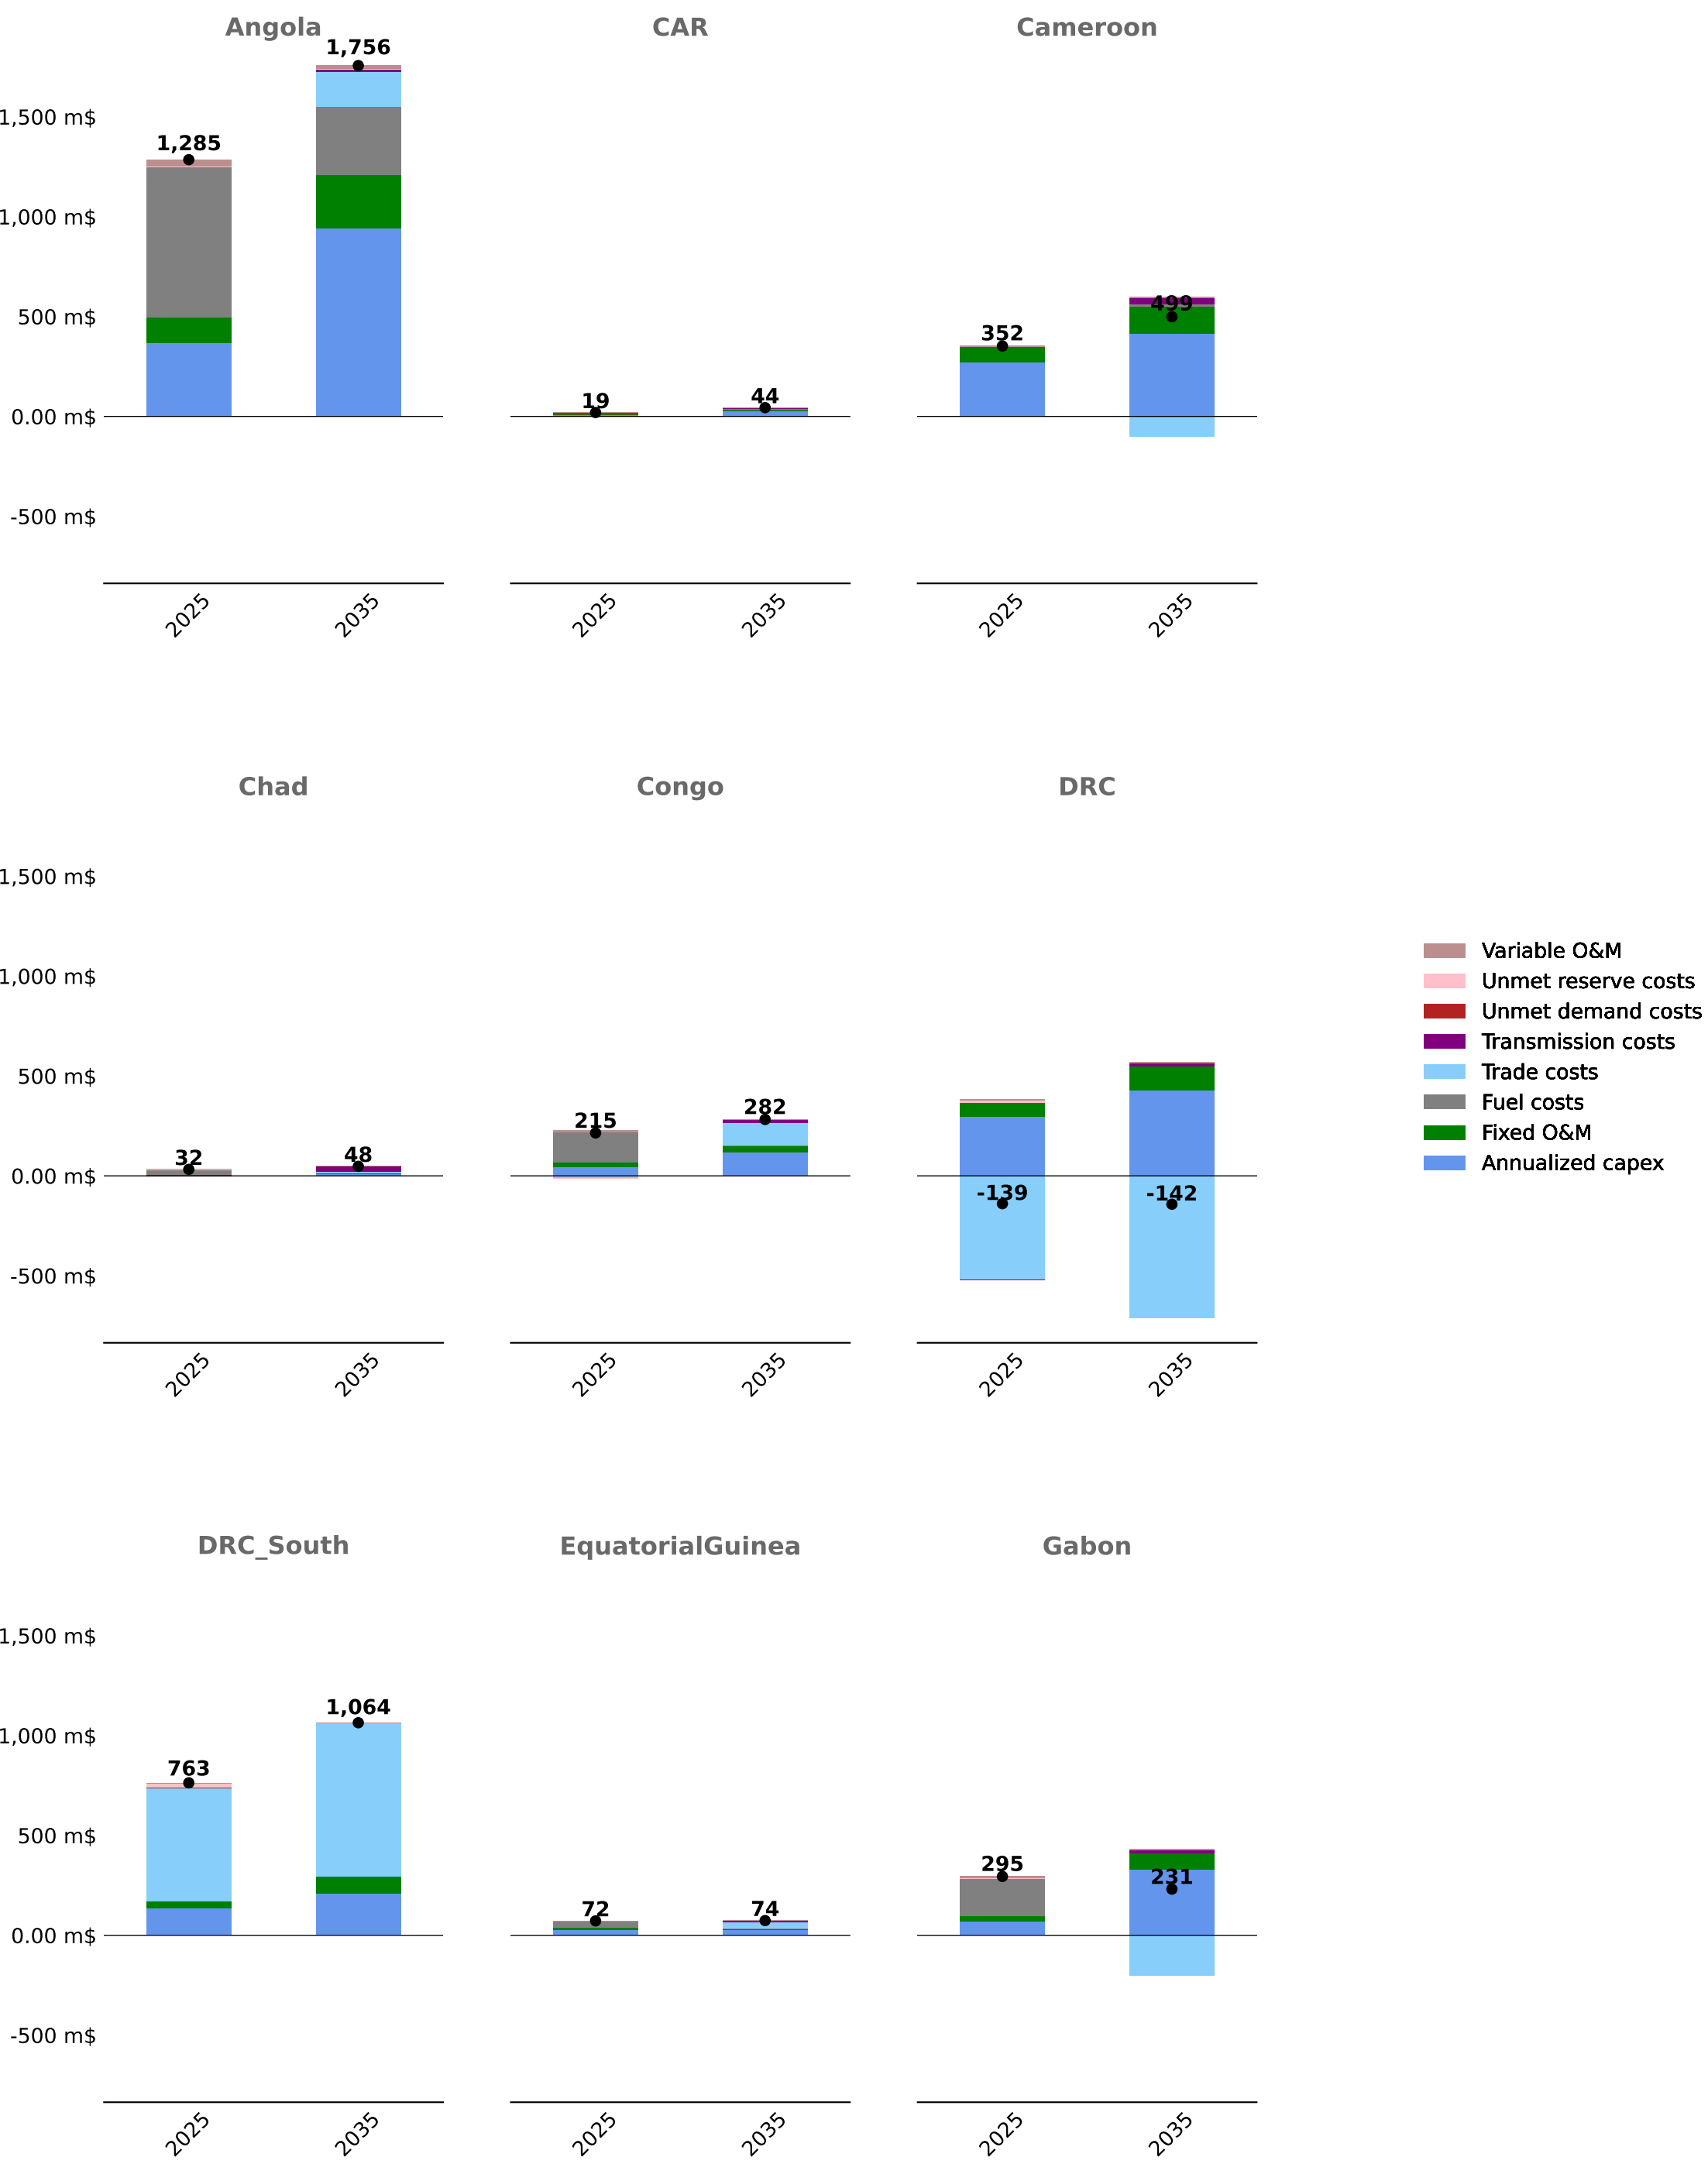 Angola
CAR
Cameroon
1,756
1,500 m$
1,285
1,000 m$
500 m$
352
499
19
44
0.00 m$
-500 m$
2025
2035
2025
2035
2025
2035
Chad
Congo
DRC
1,500 m$
1,000 m$
500 m$
32
48
215
282
0.00 m$
-139
-142
-500 m$
2025
2035
2025
2035
2025
2035
Variable O&M
Unmet reserve costs
Unmet demand costs
Transmission costs
Trade costs
Fuel costs
Fixed O&M
Annualized capex
DRC_South
EquatorialGuinea
Gabon
1,500 m$
1,064
1,000 m$
763
500 m$
72
74
295
231
0.00 m$
-500 m$
2025
2035
2025
2035
2025
2035